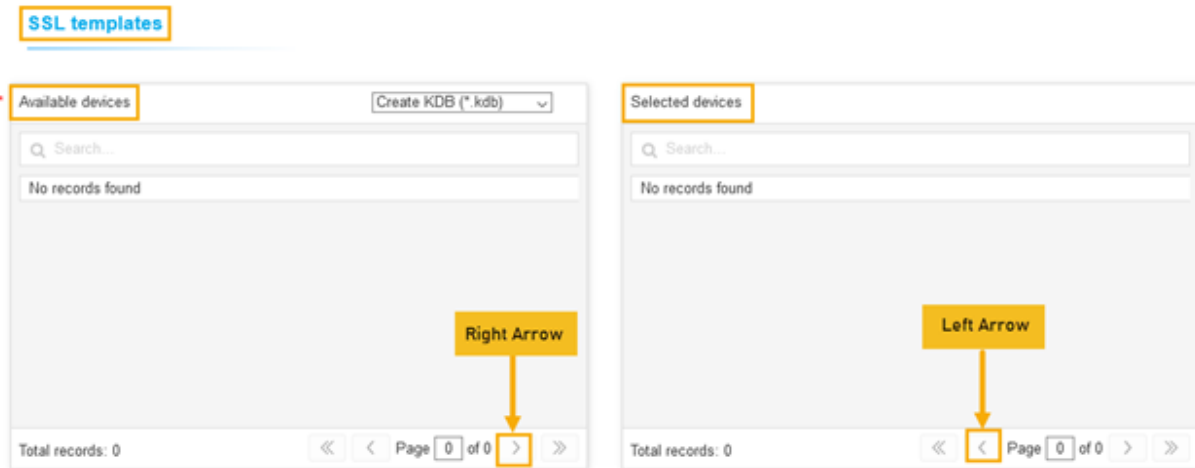 SSL templates
* Available devices Create KDB (*.kdb)
Search...
No records found
Right Arrow
Total records: 0 Page 0 of 0
Selected devices
Search...
No records found
Left Arrow
Total records: 0 Page 0 of 0